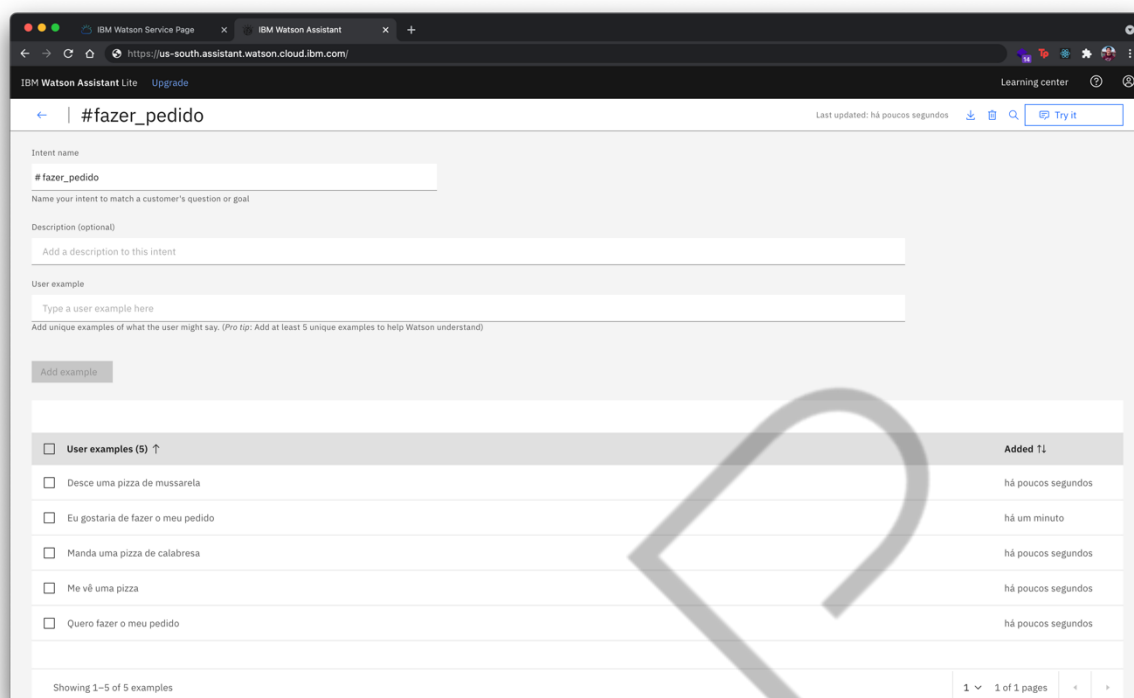 IBM Watson Service Page
IBM Watson Assistant
https://us-south.assistant.watson.cloud.ibm.com/
14
Tp
IBM Watson Assistant Lite Upgrade
Learning center
#fazer_pedido
Last updated: há poucos segundos
Try it
Intent name
#fazer_pedido
Name your intent to match a customer's question or goal
Description (optional)
Add a description to this intent
User example
Type a user example here
Add unique examples of what the user might say. (Pro tip: Add at least 5 unique examples to help Watson understand)
Add example
User examples (5) ↑ Added ↑↓
Desce uma pizza de mussarela há poucos segundos
Eu gostaria de fazer o meu pedido há um minuto
Manda uma pizza de calabresa há poucos segundos
Me vê uma pizza há poucos segundos
Quero fazer o meu pedido há poucos segundos
Showing 1–5 of 5 examples 1 1 of 1 pages